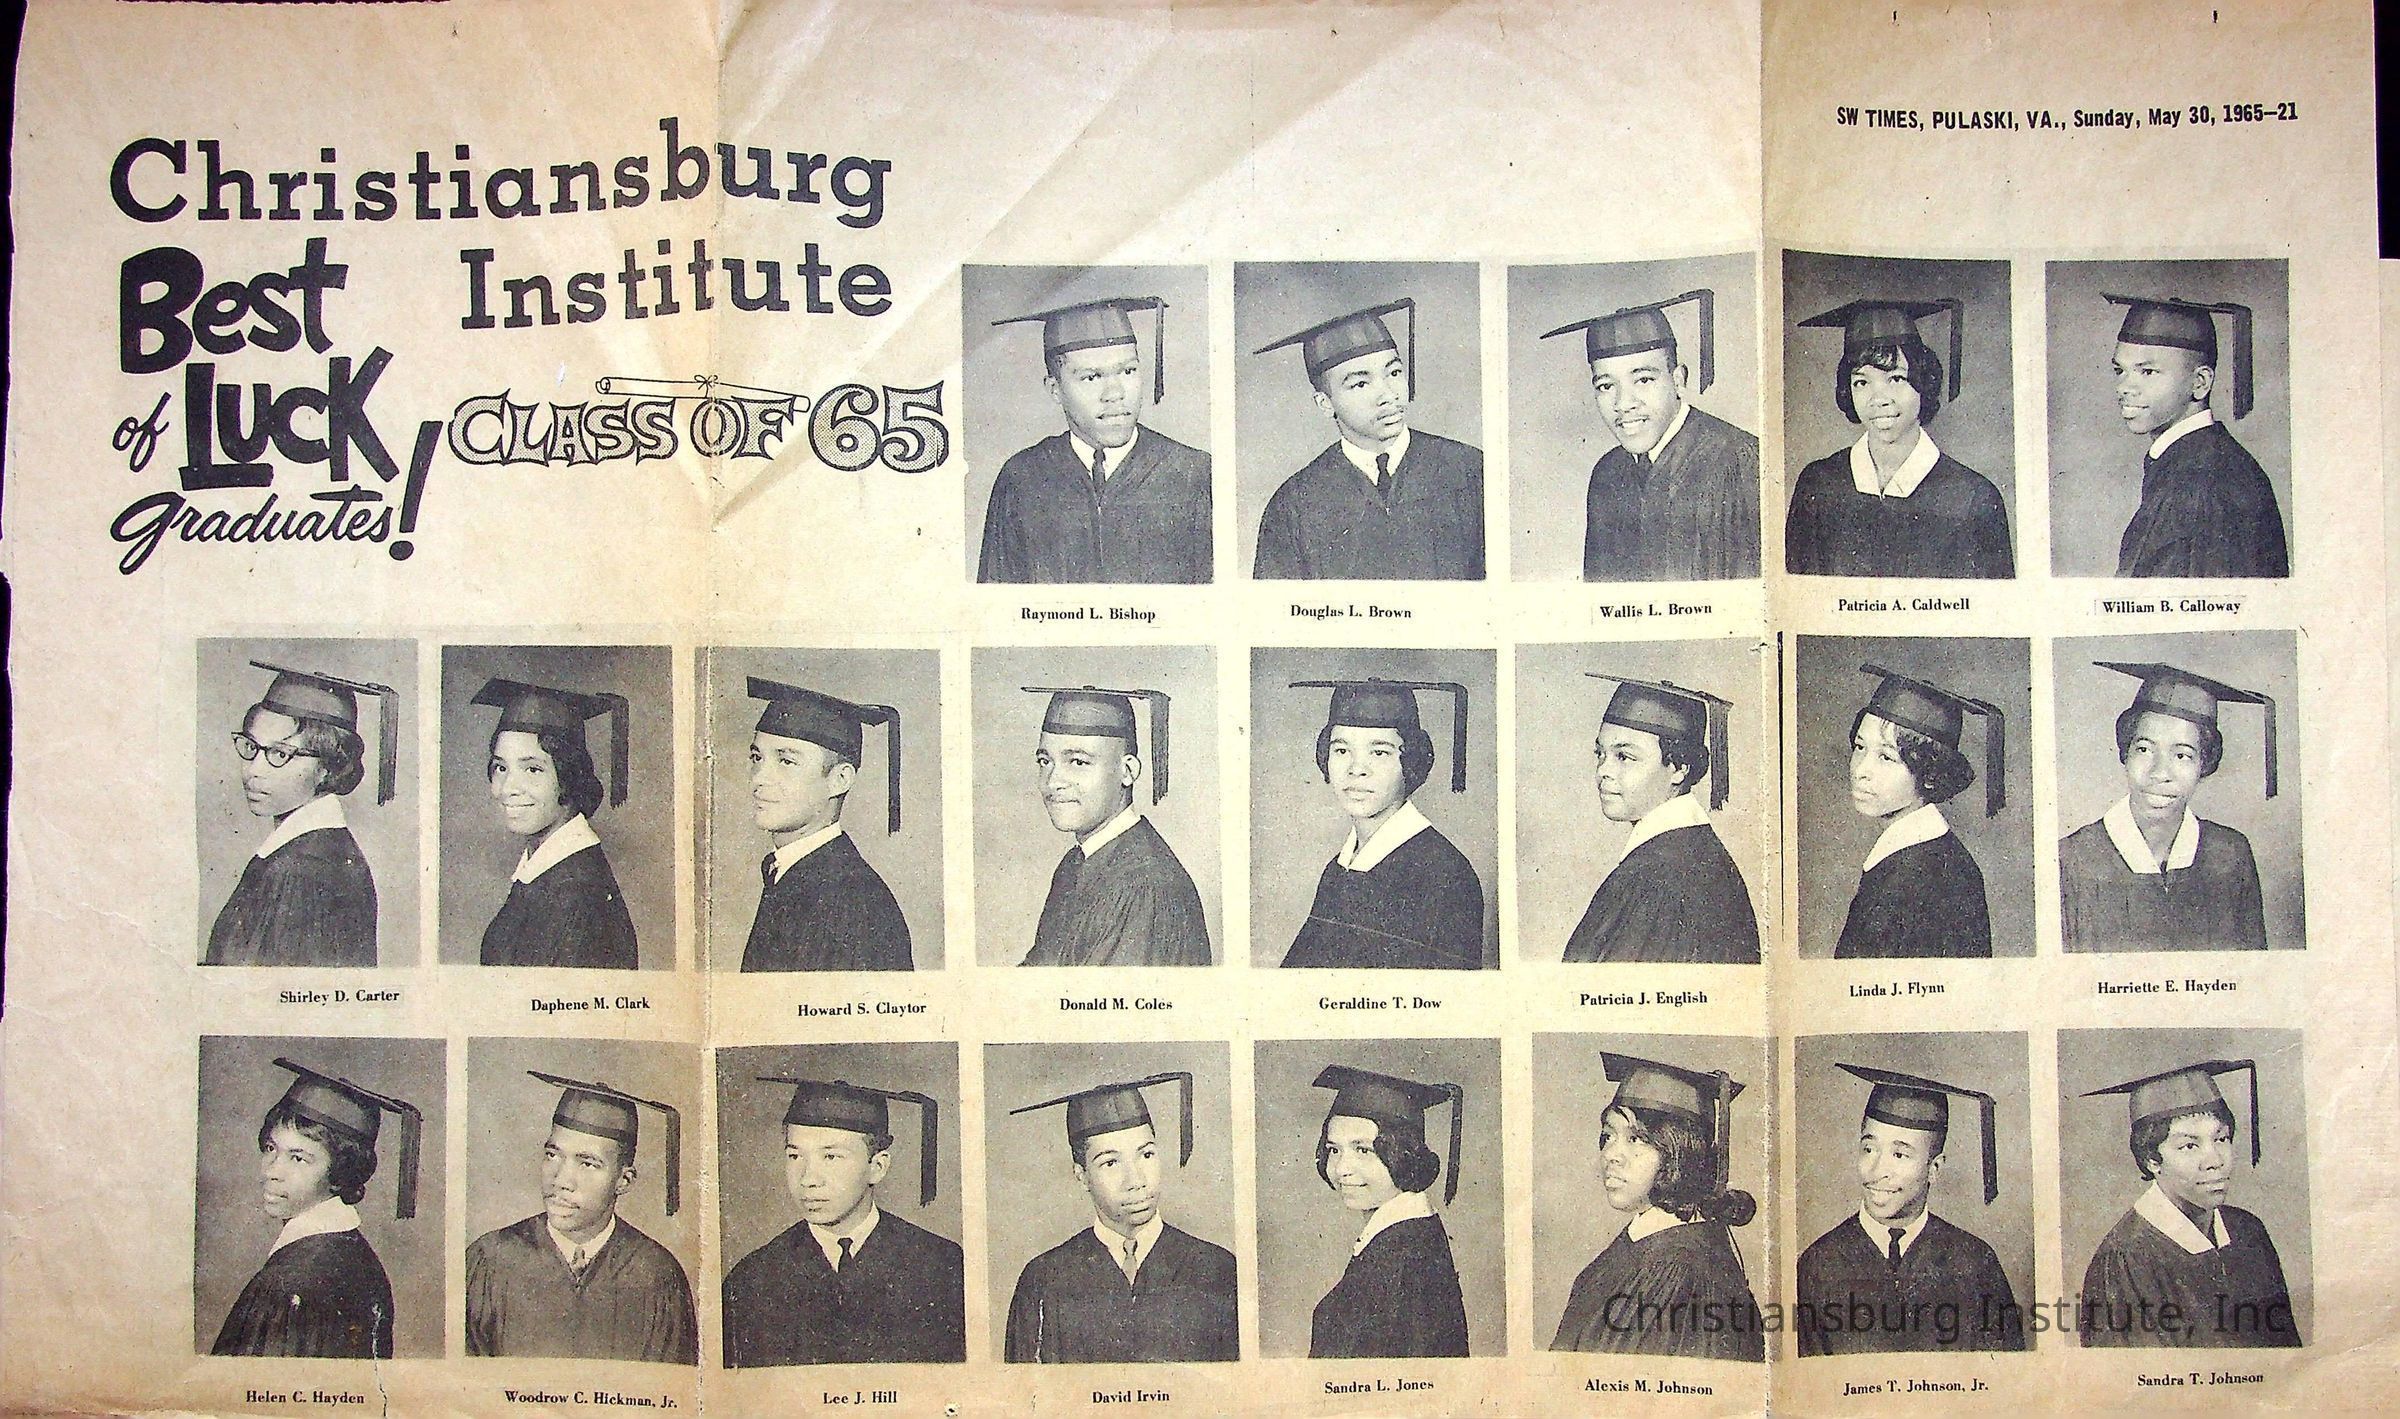 SW TIMES, PULASKI, VA., Sunday, May 30, 1965—21
Christiansburg
Institute
Best
of Luck
graduates!
CLASS OF 65
Raymond L. Bishop
Douglas L. Brown
Wallis L. Brown
Patricia A. Caldwell
William B. Calloway
Shirley D. Carter
Daphene M. Clark
Howard S. Claytor
Donald M. Coles
Geraldine T. Dow
Patricia J. English
Linda J. Flynn
Harriette E. Hayden
Helen C. Hayden
Woodrow C. Hickman, Jr.
Lee J. Hill
David Irvin
Sandra L. Jones
Alexis M. Johnson
James T. Johnson, Jr.
Sandra T. Johnson
Christiansburg Institute, Inc